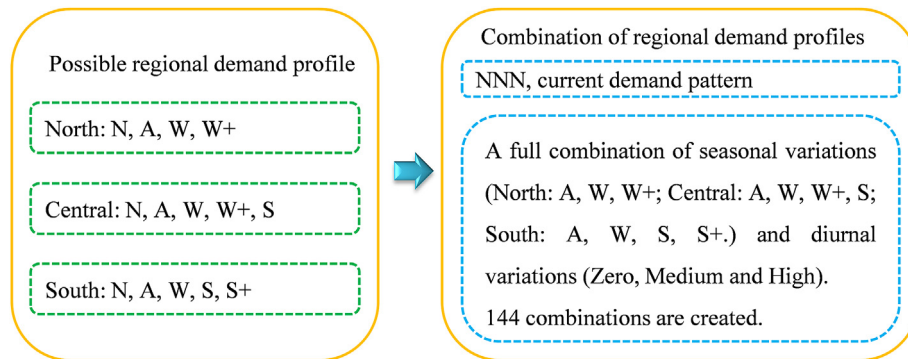 Possible regional demand profile
North: N, A, W, W+
Central: N, A, W, W+, S
South: N, A, W, S, S+
Combination of regional demand profiles
NNN, current demand pattern
A full combination of seasonal variations
(North: A, W, W+; Central: A, W, W+, S;
South: A, W, S, S+.) and diurnal
variations (Zero, Medium and High).
144 combinations are created.